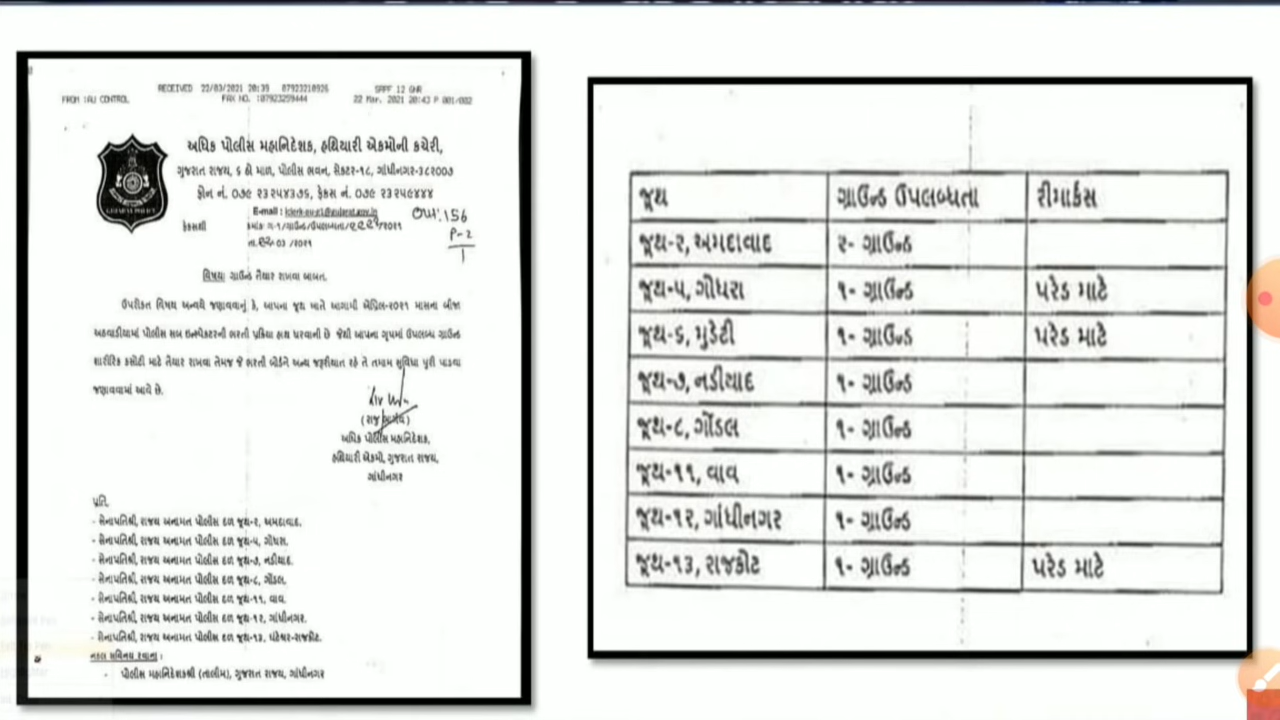 RECEIVED 22/03/2021 20:39 07923210926 SRPF 12 GNR
FROM :AU CONTROL FAX NO. :07923259444 22 Mar. 2021 20:43 P 001/002
અધિક પોલીસ મહાનિદેશક, હથિયારી એકમોની કચેરી,
ગુજરાત રાજ્ય, ૬ ઠો માળ, પોલીસ ભવન, સેક્ટર-૧૮, ગાંધીનગર-૩૮૨૦૦૭
ફોન નં. ૦૭૯ ૨૩૨૫૪૩૭૬, ફેક્સ નં. ૦૭૯ ૨૩૨૫૯૪૪૪
GUJARAT POLICE
E-mail :
Out.156
ફેક્સથી
P-2
1
વિષયઃ ગ્રાઉન્ડ તૈયાર રાખવા બાબત.
ઉપરોક્ત વિષય અન્વયે જણાવવાનું કે, આપના જૂથ ખાતે આગામી એપ્રિલ-૨૦૨૧ માસના બીજા
અઠવાડીયામાં પોલીસ સબ ઇન્સ્પેક્ટરની ભરતી પ્રક્રિયા હાથ ધરવાની છે જેથી આપના ગૃપમાં ઉપલબ્ધ ગ્રાઉન્ડ
શારીરિક કસોટી માટે તૈયાર રાખવા તેમજ જે ભરતી બોર્ડને અન્ય જરૂરીયાત રહે તે તમામ સુવિધા પુરી પાડવા
જણાવવામાં આવે છે.
અધિક પોલીસ મહાનિદેશક,
હથિયારી એકમો, ગુજરાત રાજ્ય,
ગાંધીનગર
પ્રતિ,
- સેનાપતિશ્રી, રાજ્ય અનામત પોલીસ દળ જૂથ-૨, અમદાવાદ.
- સેનાપતિશ્રી, રાજ્ય અનામત પોલીસ દળ જૂથ-૫, ગોધરા.
- સેનાપતિશ્રી, રાજ્ય અનામત પોલીસ દળ જૂથ-૭, નડીયાદ.
- સેનાપતિશ્રી, રાજ્ય અનામત પોલીસ દળ જૂથ-૮, ગોંડલ.
- સેનાપતિશ્રી, રાજ્ય અનામત પોલીસ દળ જૂથ-૧૧, વાવ.
- સેનાપતિશ્રી, રાજ્ય અનામત પોલીસ દળ જૂથ-૧૨, ગાંધીનગર.
- સેનાપતિશ્રી, રાજ્ય અનામત પોલીસ દળ જૂથ-૧૩, ઘંટેશ્વર-રાજકોટ.
નકલ સવિનય રવાના :
- પોલીસ મહાનિદેશકશ્રી (તાલીમ), ગુજરાત રાજ્ય, ગાંધીનગર
જૂથ ગ્રાઉન્ડ ઉપલબ્ધતા રીમાર્કસ
જૂથ-૨, અમદાવાદ ૨- ગ્રાઉન્ડ
જૂથ-૫, ગોધરા ૧- ગ્રાઉન્ડ પરેડ માટે
જૂથ-૬, મુડેટી ૧- ગ્રાઉન્ડ પરેડ માટે
જૂથ-૭, નડીયાદ ૧- ગ્રાઉન્ડ
જૂથ-૮, ગોંડલ ૧- ગ્રાઉન્ડ
જૂથ-૧૧, વાવ ૧- ગ્રાઉન્ડ
જૂથ-૧૨, ગાંધીનગર ૧- ગ્રાઉન્ડ
જૂથ-૧૩, રાજકોટ ૧- ગ્રાઉન્ડ પરેડ માટે